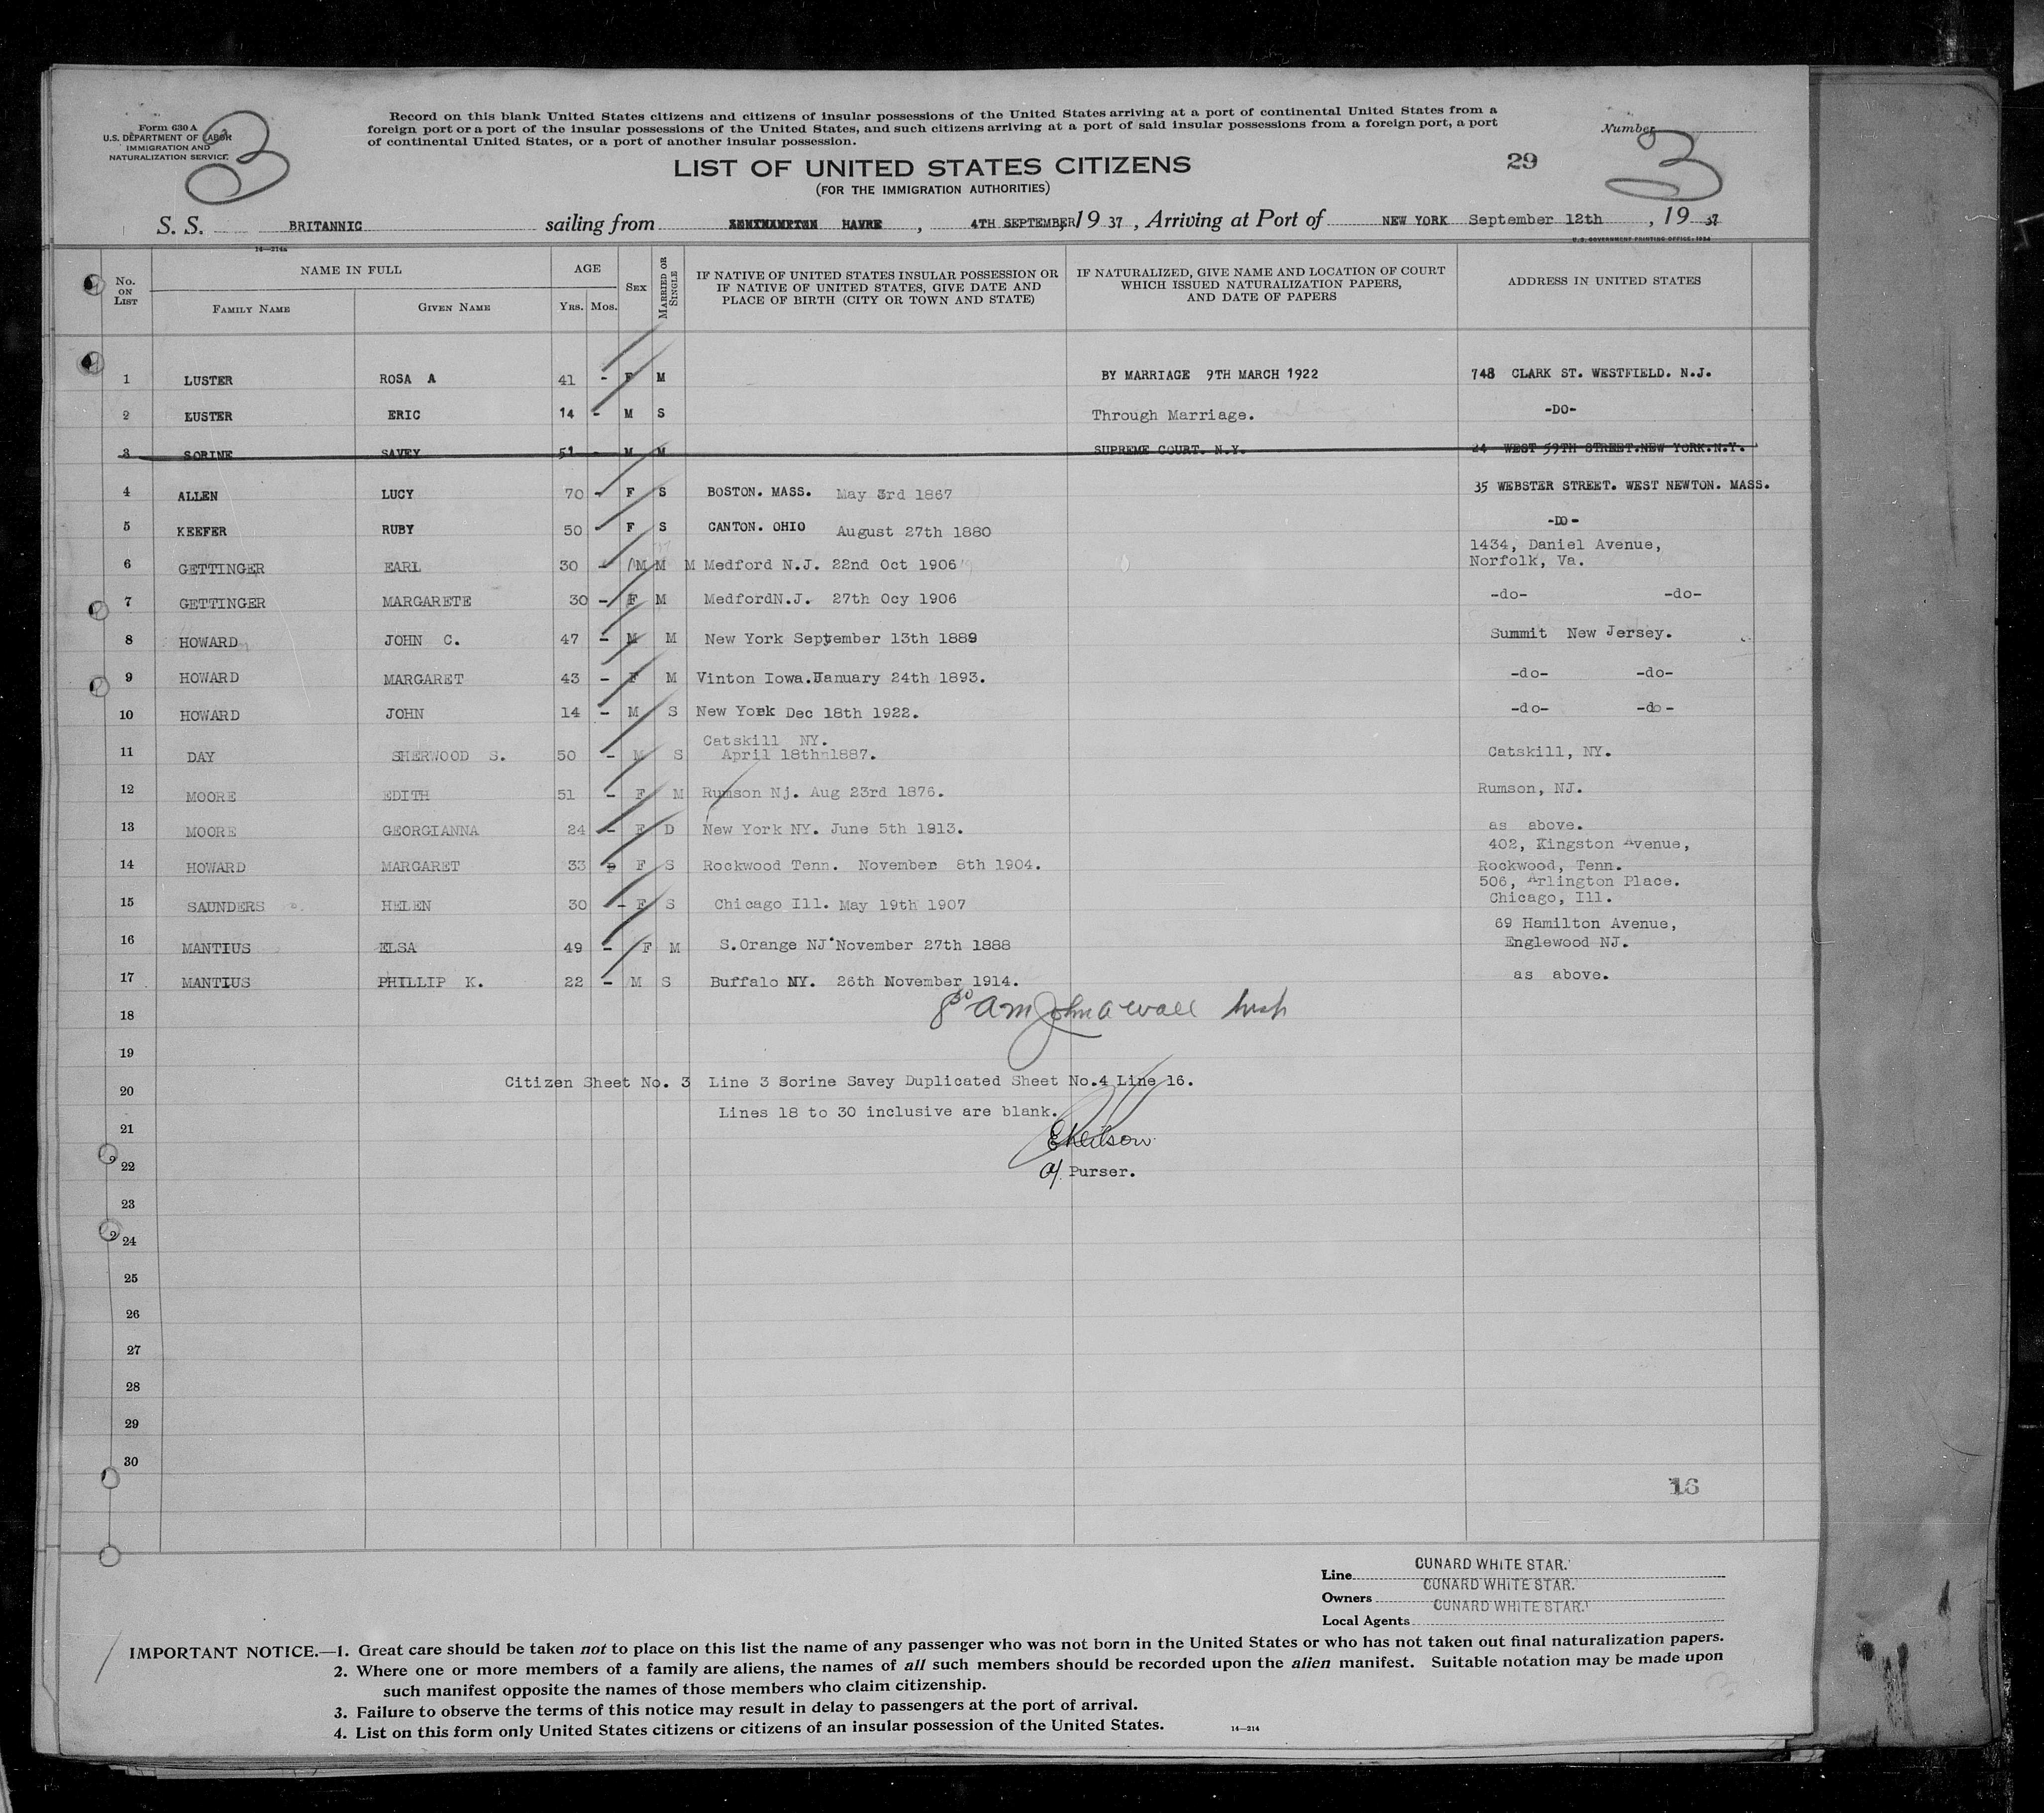 Form 630 A
U.S. DEPARTMENT OF LABOR
IMMIGRATION AND
NATURALIZATION SERVICE
3
Record on this blank United States citizens and citizens of insular possessions of the United States arriving at a port of continental United States from a
foreign port or a port of the insular possessions of the United States, and such citizens arriving at a port of said insular possessions from a foreign port, a port
of continental United States, or a port of another insular possession.
Number
3
29
LIST OF UNITED STATES CITIZENS
(FOR THE IMMIGRATION AUTHORITIES)
S. S. BRITANNIC sailing from SOUTHAMPTON HAVRE , 4TH SEPTEMBER, 19 37 , Arriving at Port of NEW YORK September 12th , 19 37
14—214a
U.S. GOVERNMENT PRINTING OFFICE: 1934
No. ON LIST
NAME IN FULL
FAMILY NAME GIVEN NAME
AGE
YRS. MOS.
SEX
MARRIED OR SINGLE
IF NATIVE OF UNITED STATES INSULAR POSSESSION OR
IF NATIVE OF UNITED STATES, GIVE DATE AND
PLACE OF BIRTH (CITY OR TOWN AND STATE)
IF NATURALIZED, GIVE NAME AND LOCATION OF COURT
WHICH ISSUED NATURALIZATION PAPERS,
AND DATE OF PAPERS
ADDRESS IN UNITED STATES
1 LUSTER ROSA A 41 - F M BY MARRIAGE 9TH MARCH 1922 748 CLARK ST. WESTFIELD. N.J.
2 LUSTER ERIC 14 - M S Through Marriage. -DO-
3 SORINE SAVEY 51 - M M SUPREME COURT. N.Y. 24 WEST 59TH STREET.NEW YORK.N.Y.
4 ALLEN LUCY 70 - F S BOSTON. MASS. May 3rd 1867 35 WEBSTER STREET. WEST NEWTON. MASS.
5 KEEFER RUBY 50 - F S CANTON. OHIO August 27th 1880 -DO-
6 GETTINGER EARL 30 - M M M Medford N.J. 22nd Oct 1906 1434, Daniel Avenue,
Norfolk, Va.
7 GETTINGER MARGARETE 30 - F M MedfordN.J. 27th Ocy 1906 -do- -do-
8 HOWARD JOHN C. 47 - M M New York September 13th 1889 Summit New Jersey.
9 HOWARD MARGARET 43 - F M Vinton Iowa.January 24th 1893. -do- -do-
10 HOWARD JOHN 14 - M S New York Dec 18th 1922. -do- -do-
Catskill NY.
11 DAY SHERWOOD S. 50 - M S April 18th-1887. Catskill, NY.
12 MOORE EDITH 51 - F M Rumson Nj. Aug 23rd 1876. Rumson, NJ.
13 MOORE GEORGIANNA 24 - F D New York NY. June 5th 1913. as above.
402, Kingston Avenue,
14 HOWARD MARGARET 33 - F S Rockwood Tenn. November 8th 1904. Rockwood, Tenn.
506, Arlington Place.
15 SAUNDERS HELEN 30 - F S Chicago Ill. May 19th 1907 Chicago, Ill.
69 Hamilton Avenue,
16 MANTIUS ELSA 49 - F M S.Orange NJ November 27th 1888 Englewood NJ.
17 MANTIUS PHILLIP K. 22 - M S Buffalo NY. 26th November 1914. as above.
18 8 30 am John A Wall Insp
19
20 Citizen Sheet No. 3 Line 3 Sorine Savey Duplicated Sheet No.4 Line 16.
Lines 18 to 30 inclusive are blank.
21
22 Purser.
23
24
25
26
27
28
29
30
16
Line CUNARD WHITE STAR.
Owners CUNARD WHITE STAR.
Local Agents CUNARD WHITE STAR.
IMPORTANT NOTICE.—1. Great care should be taken not to place on this list the name of any passenger who was not born in the United States or who has not taken out final naturalization papers.
2. Where one or more members of a family are aliens, the names of all such members should be recorded upon the alien manifest. Suitable notation may be made upon
such manifest opposite the names of those members who claim citizenship.
3. Failure to observe the terms of this notice may result in delay to passengers at the port of arrival.
4. List on this form only United States citizens or citizens of an insular possession of the United States.
14—214